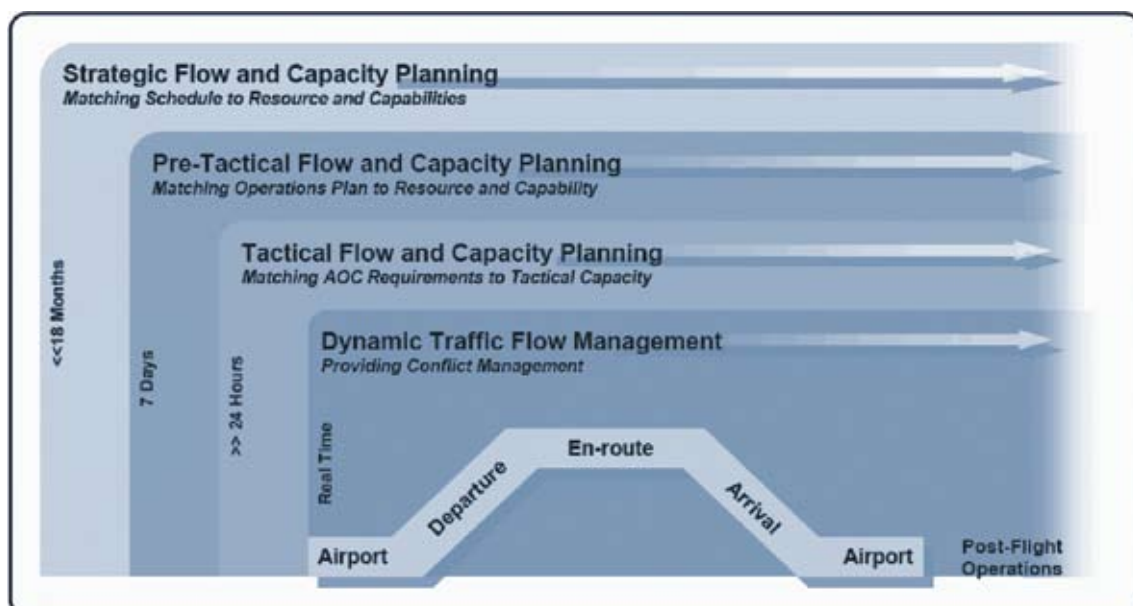 Strategic Flow and Capacity Planning
Matching Schedule to Resource and Capabilities
Pre-Tactical Flow and Capacity Planning
Matching Operations Plan to Resource and Capability
Tactical Flow and Capacity Planning
Matching AOC Requirements to Tactical Capacity
Dynamic Traffic Flow Management
Providing Conflict Management
<<18 Months
7 Days
>> 24 Hours
Real Time
Airport
Departure
En-route
Arrival
Airport
Post-Flight
Operations